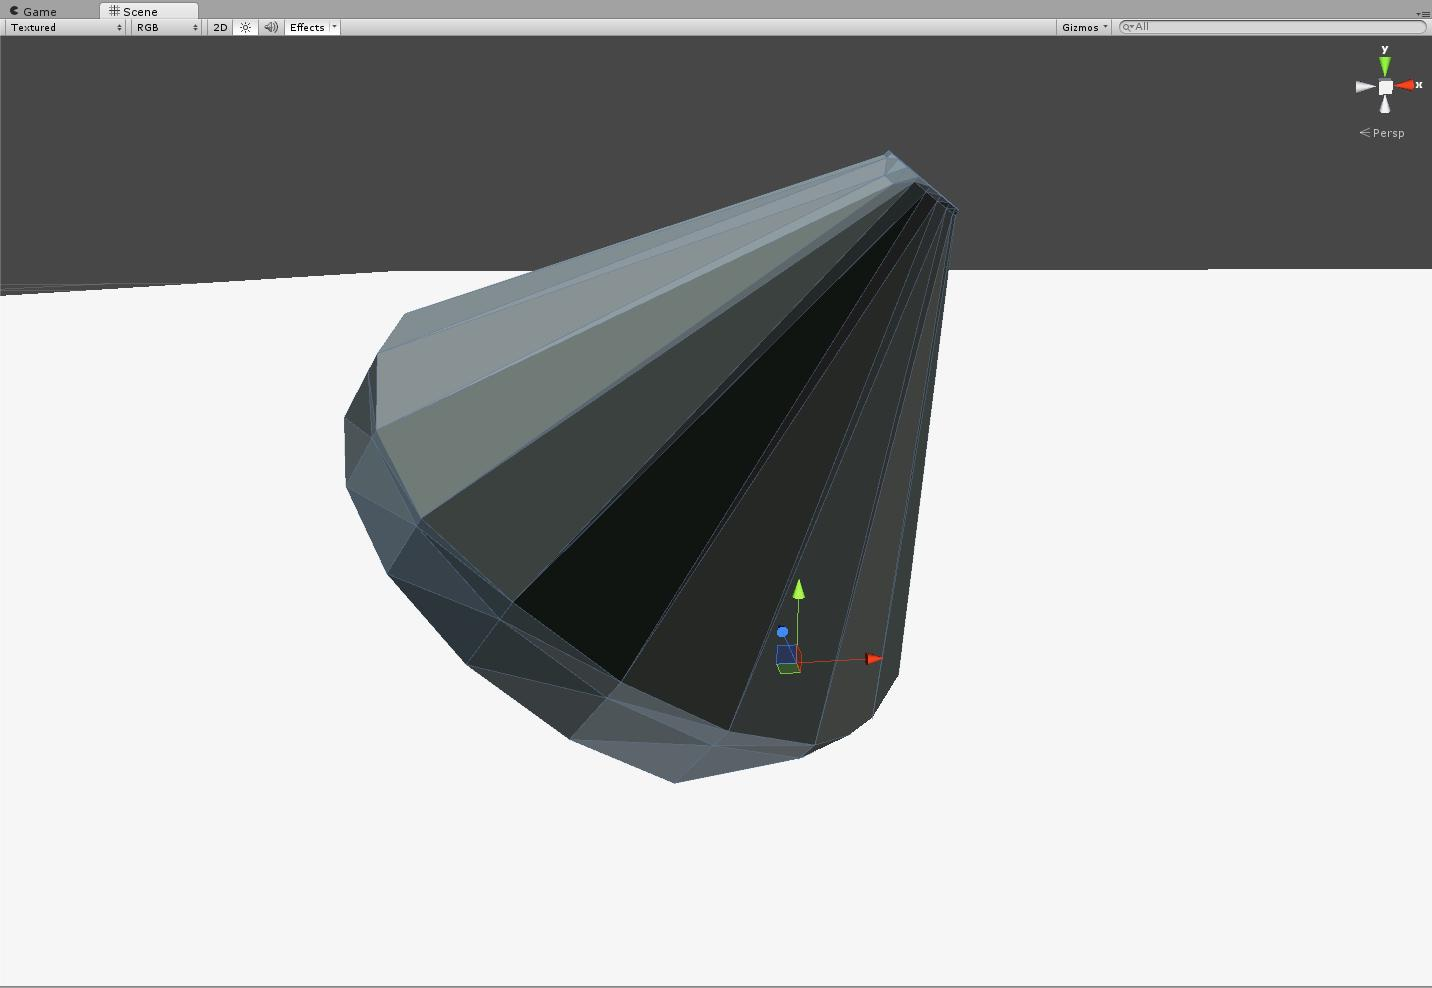 Game Scene
Textured RGB 2D Effects Gizmos All
y
x
Persp